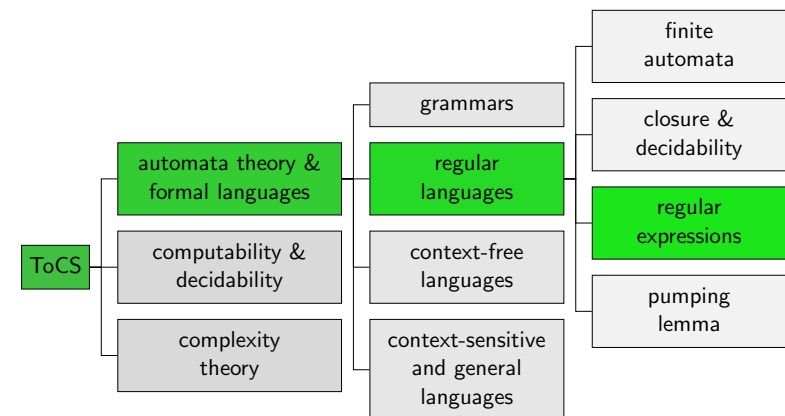 ToCS
automata theory &
formal languages
computability &
decidability
complexity
theory
grammars
regular
languages
context-free
languages
context-sensitive
and general
languages
finite
automata
closure &
decidability
regular
expressions
pumping
lemma